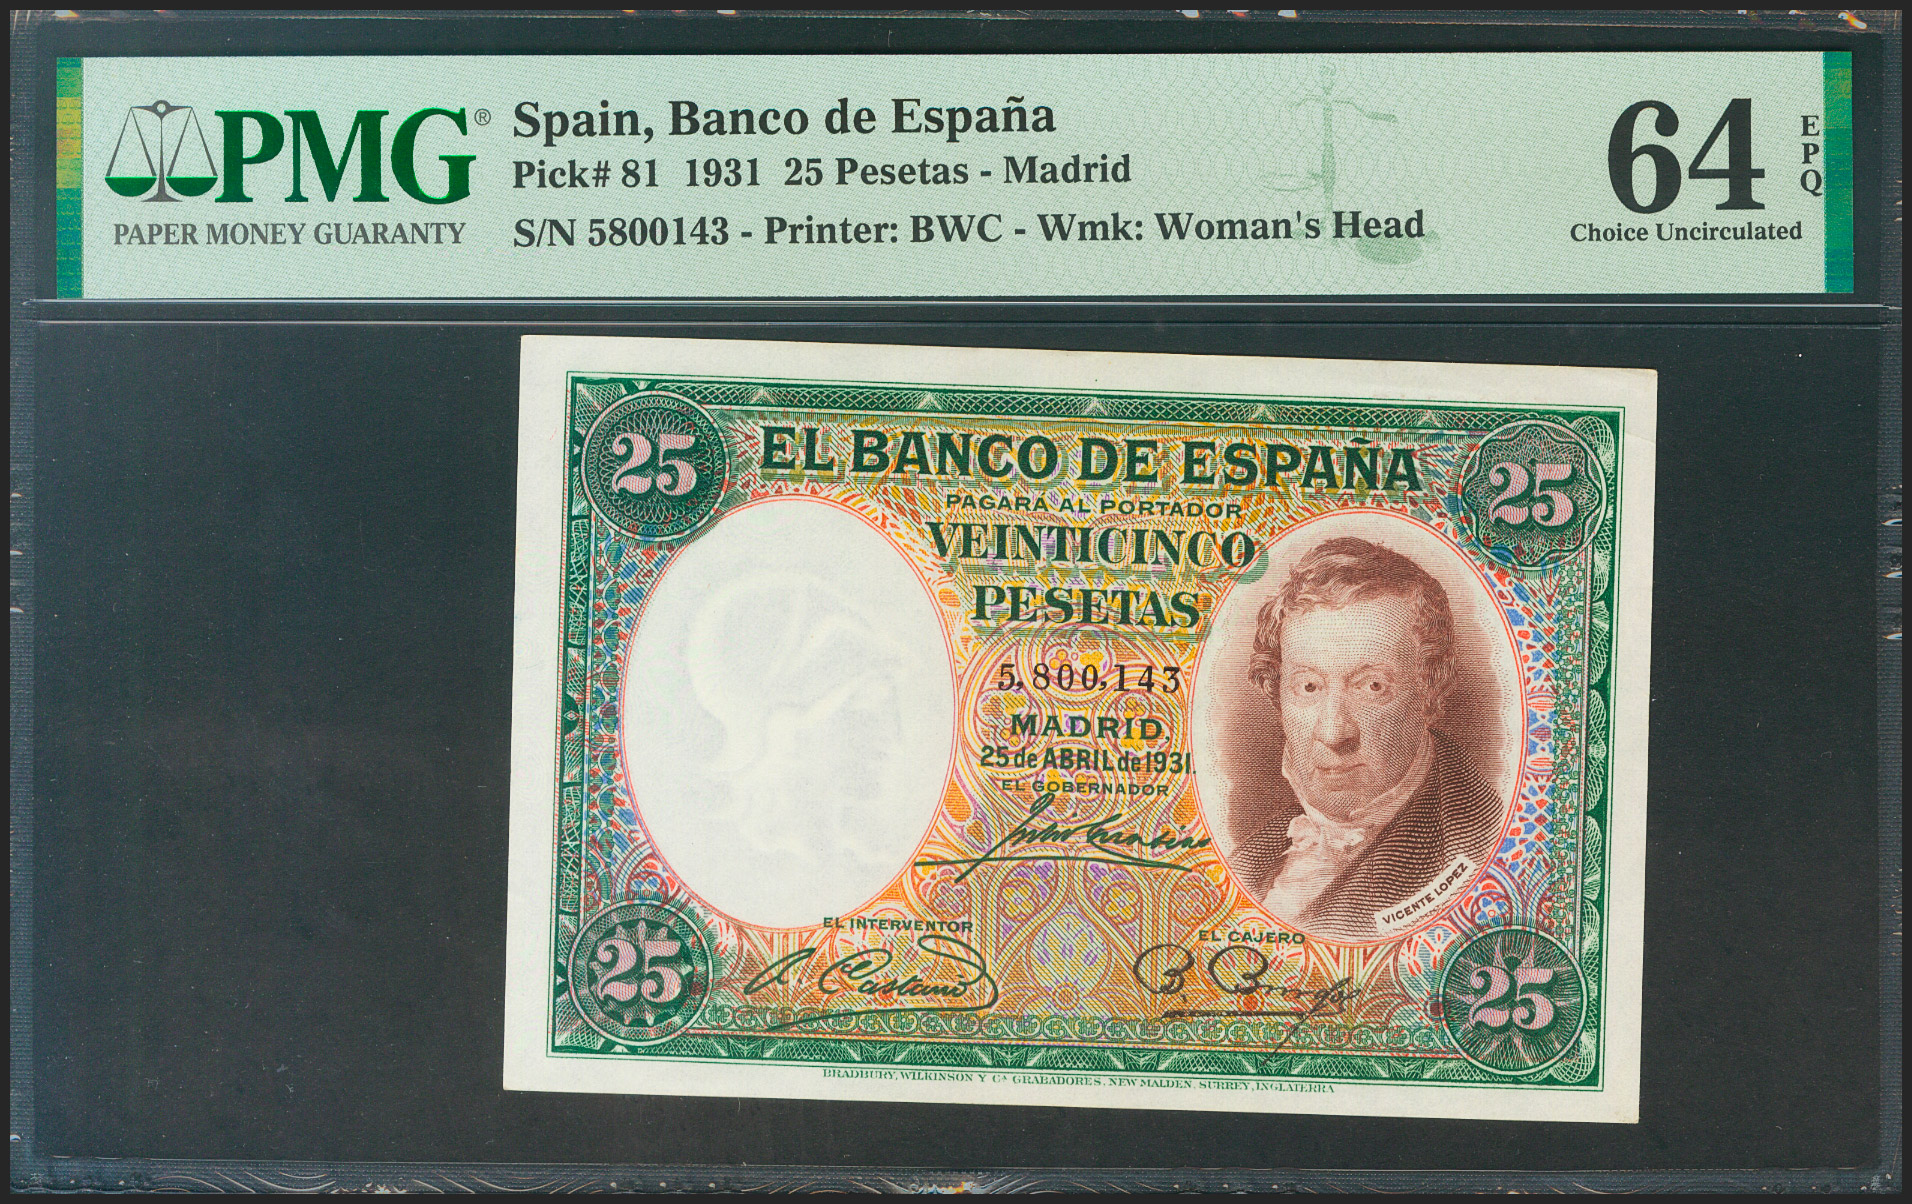 PMG®
PAPER MONEY GUARANTY
Spain, Banco de España
Pick# 81 1931 25 Pesetas - Madrid
S/N 5800143 - Printer: BWC - Wmk: Woman's Head
64
EPQ
Choice Uncirculated
25
25
EL BANCO DE ESPAÑA
PAGARÁ AL PORTADOR
VEINTICINCO
PESETAS
5,800,143
MADRID,
25 de ABRIL de 1931.
EL GOBERNADOR
VICENTE LOPEZ
EL INTERVENTOR
EL CAJERO
25
25
BRADBURY, WILKINSON Y Cª GRABADORES, NEW MALDEN, SURREY, INGLATERRA